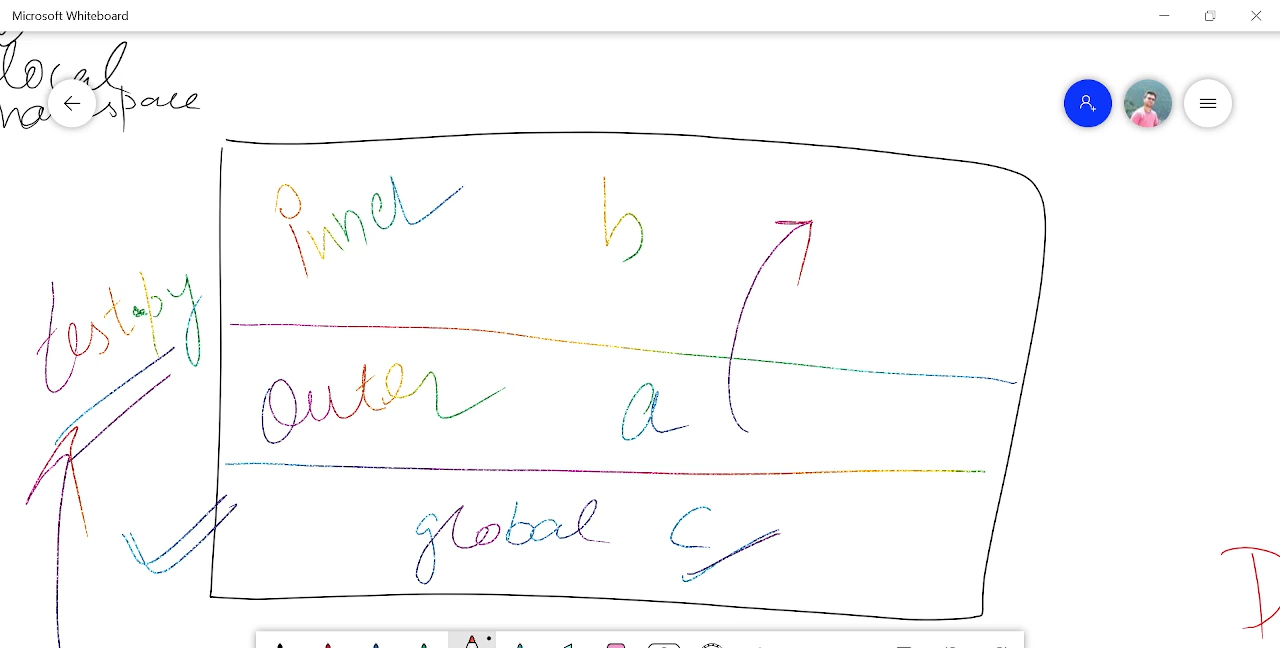 Microsoft Whiteboard
local
namespace
inner b
test.py
outer a
global c
D